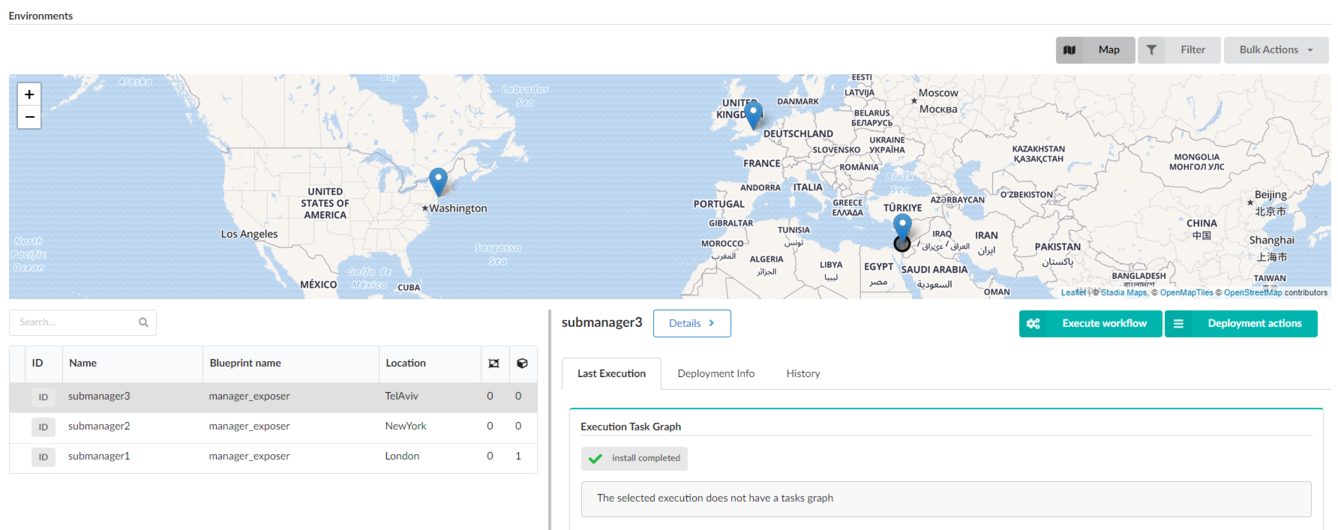 Environments
Map Filter Bulk Actions
+
−
Alaska
Bay
Labrador
Sea
UNITED
STATES OF
AMERICA
Washington
Los Angeles
North
Pacific
Ocean
Sargasso
Sea
Golfo de
México
MÉXICO
CUBA
EESTI
LATVIJA
Moscow
Москва
UNITED
DANMARK
BELARUS
БЕЛАРУСЬ
DEUTSCHLAND
UKRAINE
УКРАЇНА
SLOVENSKO
FRANCE
ROMÂNIA
KAZAKHSTAN
ҚАЗАҚСТАН
MONGOLIA
МОНГОЛ УЛС
Black
Sea
ANDORRA
ITALIA
O'ZBEKISTON
Beijing
北京市
PORTUGAL
GREECE
ΕΛΛΑΔΑ
TÜRKIYE
AZƏRBAYCAN
GIBRALTAR
TUNISIA
تونس
CHINA
中国
MOROCCO
المغرب
IRAQ
IRAN
ایران
Shanghai
上海市
PAKISTAN
پاکستان
ALGERIA
الجزائر
LIBYA
ليبيا
EGYPT
مصر
SAUDI ARABIA
السعودية
BANGLADESH
TAIWAN
OMAN
Leaflet | © Stadia Maps, © OpenMapTiles © OpenStreetMap contributors
Search...
ID Name Blueprint name Location
ID submanager3 manager_exposer TelAviv 0 0
ID submanager2 manager_exposer NewYork 0 0
ID submanager1 manager_exposer London 0 1
submanager3 Details Execute workflow Deployment actions
Last Execution Deployment Info History
Execution Task Graph
install completed
The selected execution does not have a tasks graph